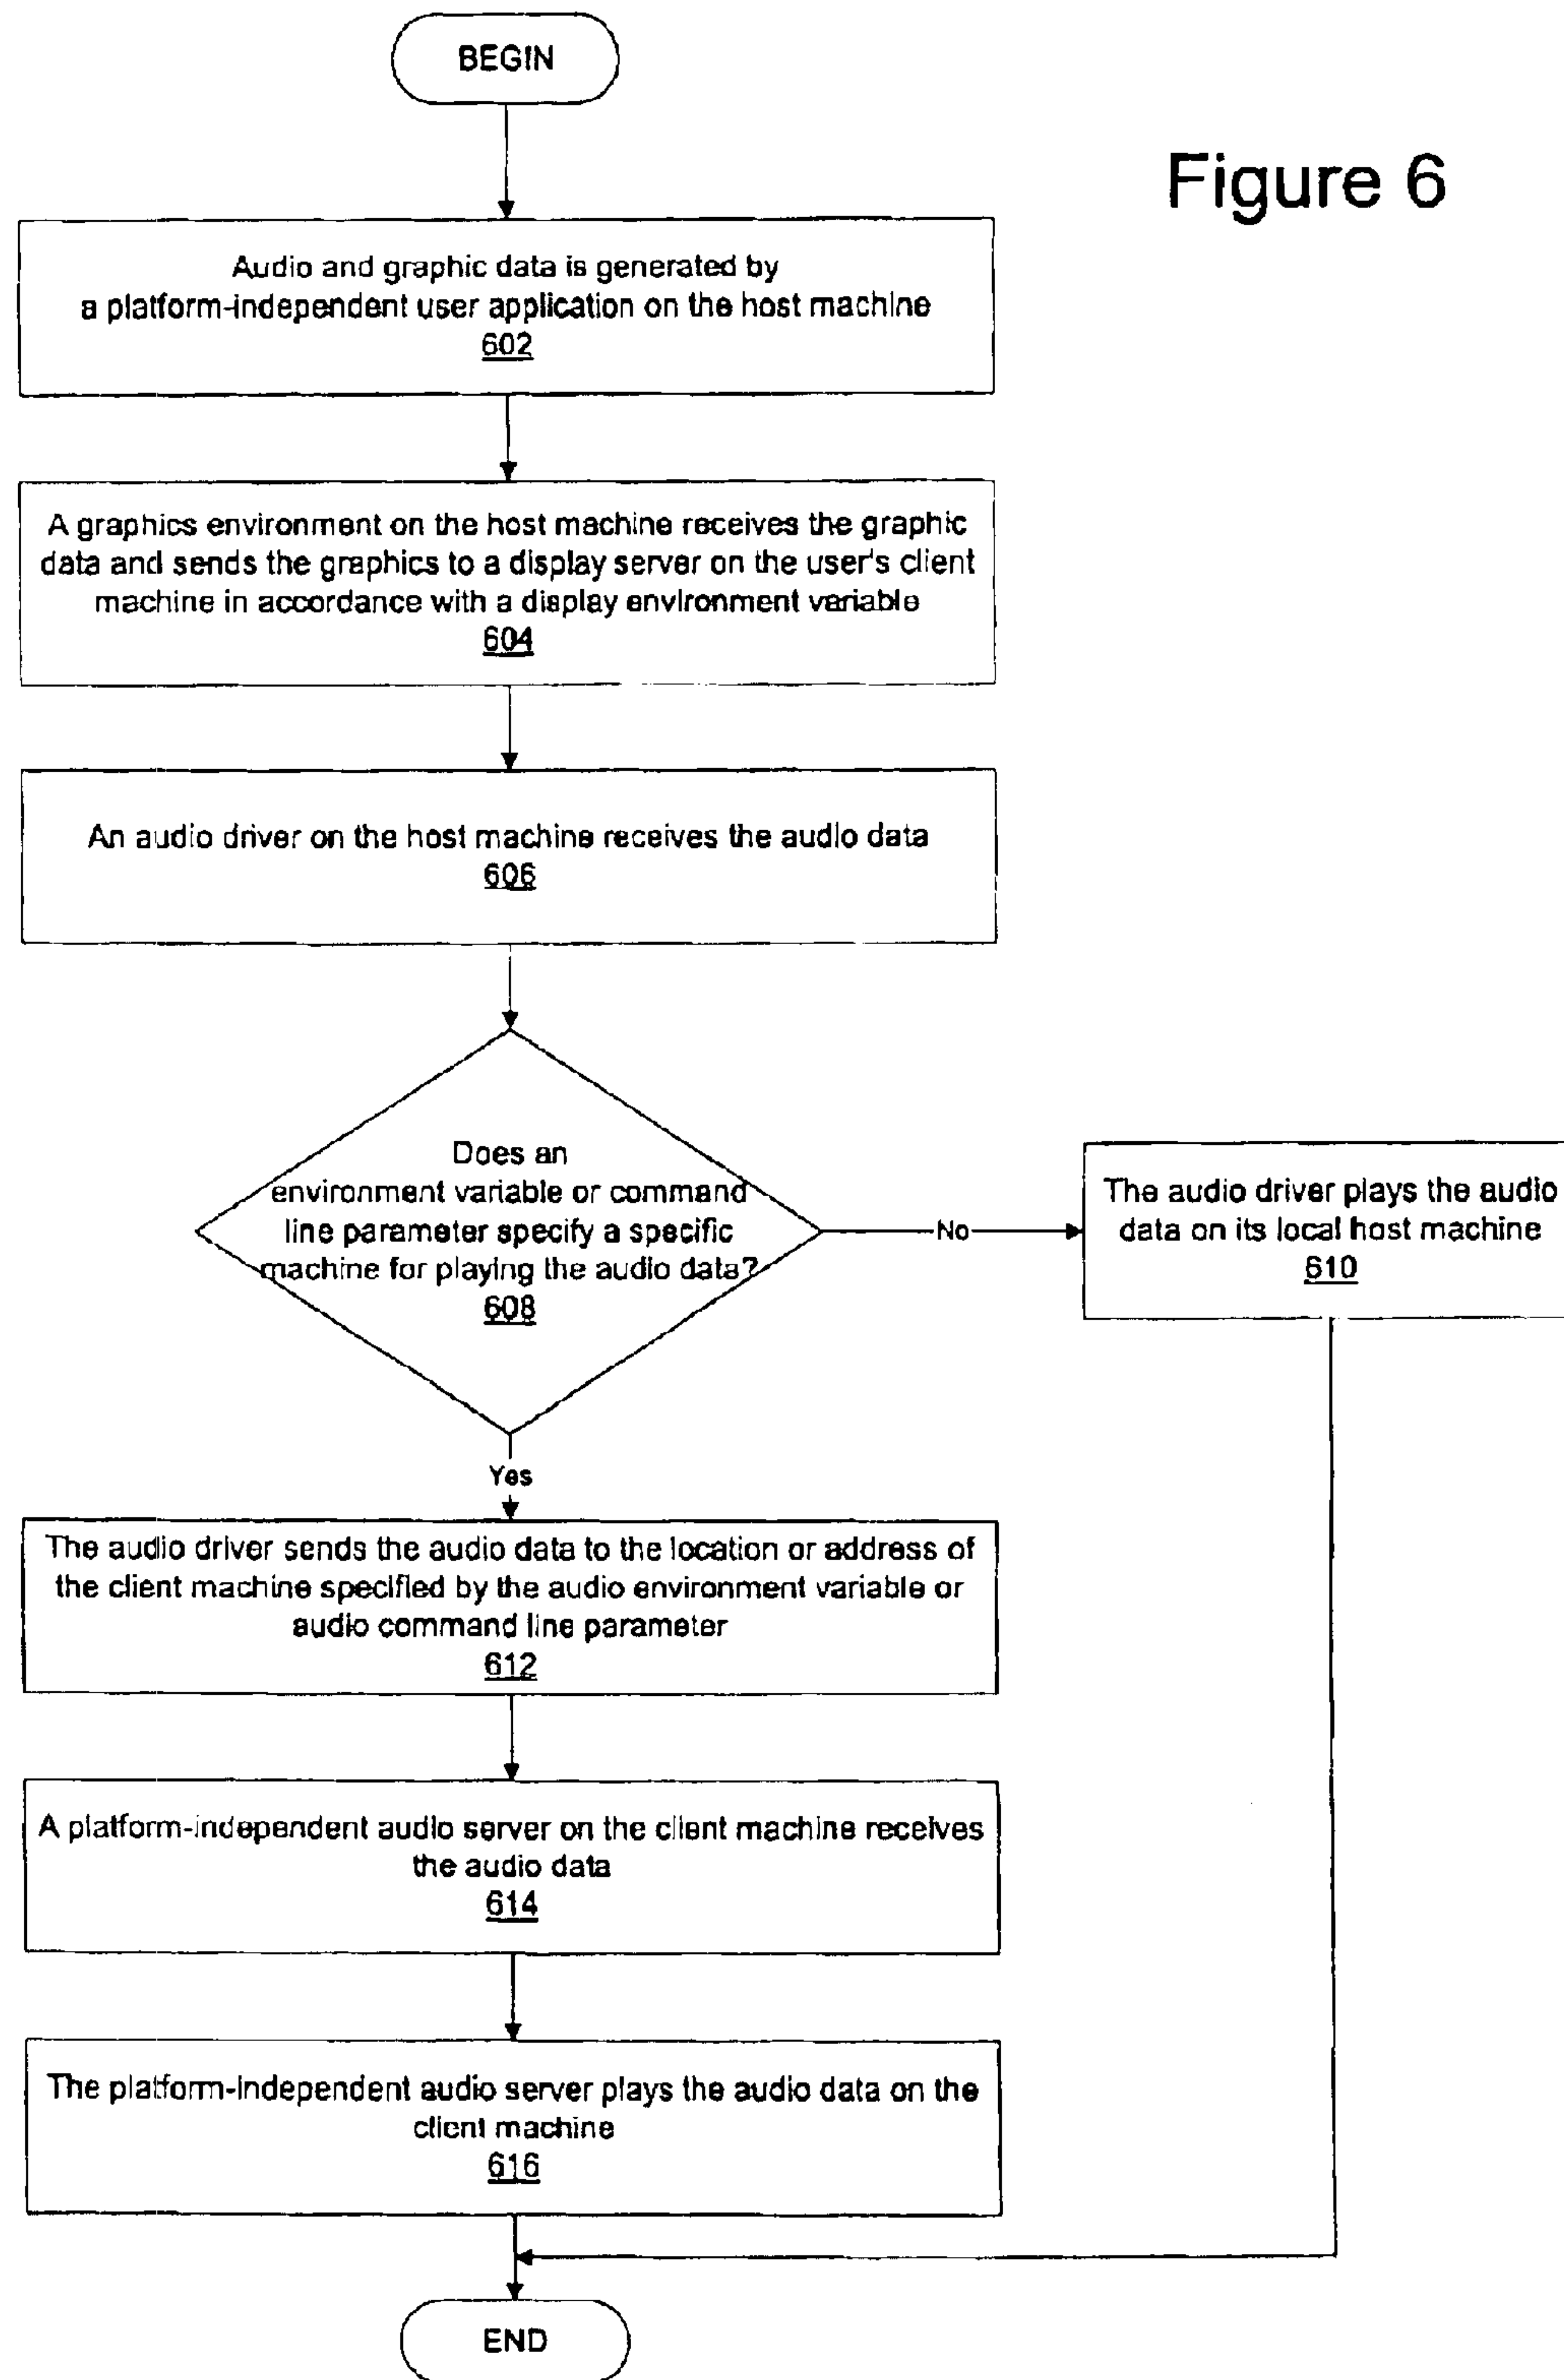 BEGIN
Figure 6
Audio and graphic data is generated by
a platform-independent user application on the host machine
602
A graphics environment on the host machine receives the graphic
data and sends the graphics to a display server on the user's client
machine in accordance with a display environment variable
604
An audio driver on the host machine receives the audio data
606
Does an
environment variable or command
line parameter specify a specific
machine for playing the audio data?
608
No
The audio driver plays the audio
data on its local host machine
610
Yes
The audio driver sends the audio data to the location or address of
the client machine specified by the audio environment variable or
audio command line parameter
612
A platform-independent audio server on the client machine receives
the audio data
614
The platform-independent audio server plays the audio data on the
client machine
616
END